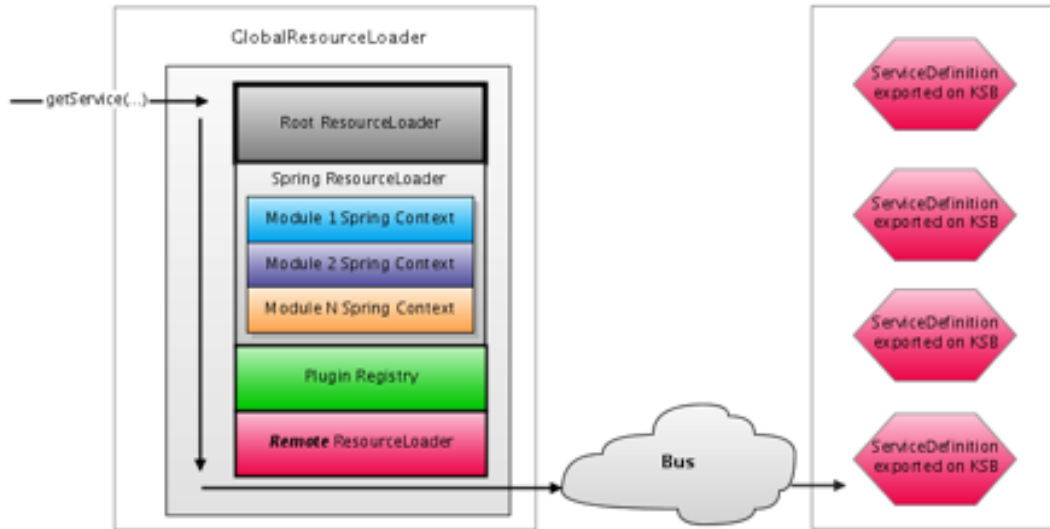 GlobalResourceLoader
getService(...)
Root ResourceLoader
Spring ResourceLoader
Module 1 Spring Context
Module 2 Spring Context
Module N Spring Context
Plugin Registry
Remote ResourceLoader
Bus
ServiceDefinition
exported on KSB
ServiceDefinition
exported on KSB
ServiceDefinition
exported on KSB
ServiceDefinition
exported on KSB